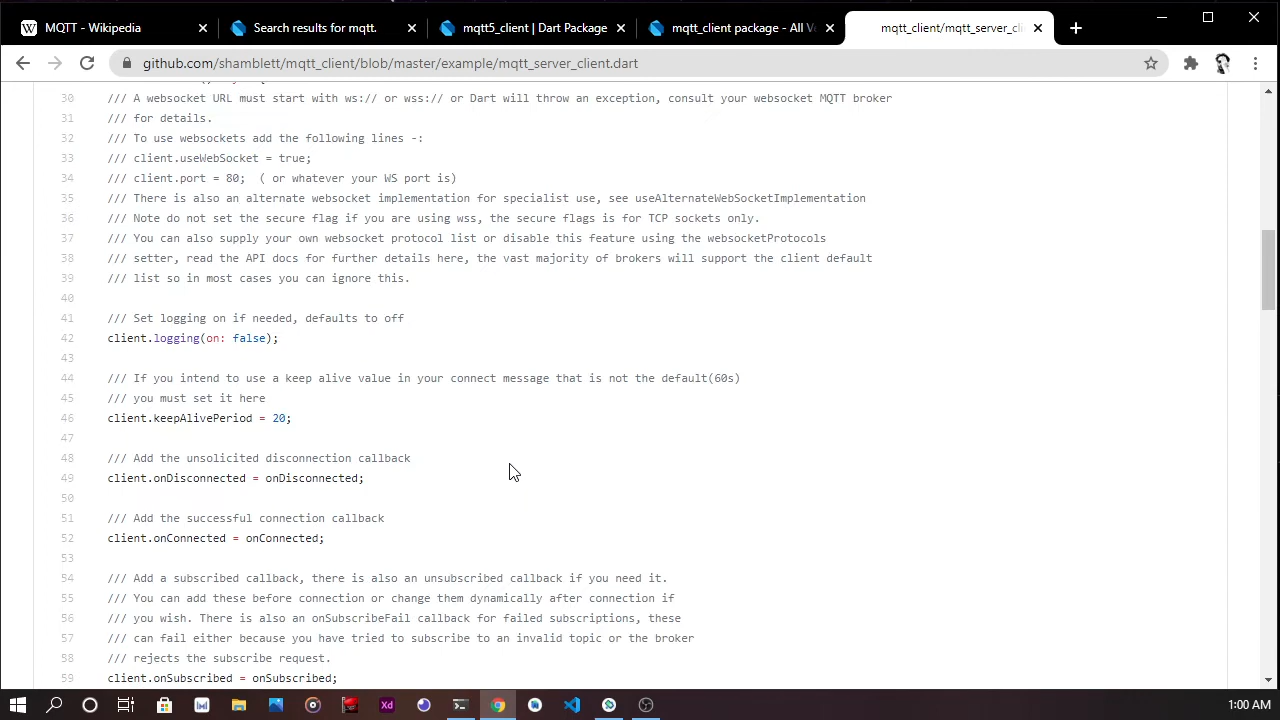 MQTT - Wikipedia
Search results for mqtt.
mqtt5_client | Dart Package
mqtt_client package - All V
mqtt_client/mqtt_server_cli
github.com/shamblett/mqtt_client/blob/master/example/mqtt_server_client.dart
30 /// A websocket URL must start with ws:// or wss:// or Dart will throw an exception, consult your websocket MQTT broker
31 /// for details.
32 /// To use websockets add the following lines -:
33 /// client.useWebSocket = true;
34 /// client.port = 80;  ( or whatever your WS port is)
35 /// There is also an alternate websocket implementation for specialist use, see useAlternateWebSocketImplementation
36 /// Note do not set the secure flag if you are using wss, the secure flags is for TCP sockets only.
37 /// You can also supply your own websocket protocol list or disable this feature using the websocketProtocols
38 /// setter, read the API docs for further details here, the vast majority of brokers will support the client default
39 /// list so in most cases you can ignore this.
40
41 /// Set logging on if needed, defaults to off
42 client.logging(on: false);
43
44 /// If you intend to use a keep alive value in your connect message that is not the default(60s)
45 /// you must set it here
46 client.keepAlivePeriod = 20;
47
48 /// Add the unsolicited disconnection callback
49 client.onDisconnected = onDisconnected;
50
51 /// Add the successful connection callback
52 client.onConnected = onConnected;
53
54 /// Add a subscribed callback, there is also an unsubscribed callback if you need it.
55 /// You can add these before connection or change them dynamically after connection if
56 /// you wish. There is also an onSubscribeFail callback for failed subscriptions, these
57 /// can fail either because you have tried to subscribe to an invalid topic or the broker
58 /// rejects the subscribe request.
59 client.onSubscribed = onSubscribed;
Xd
1:00 AM